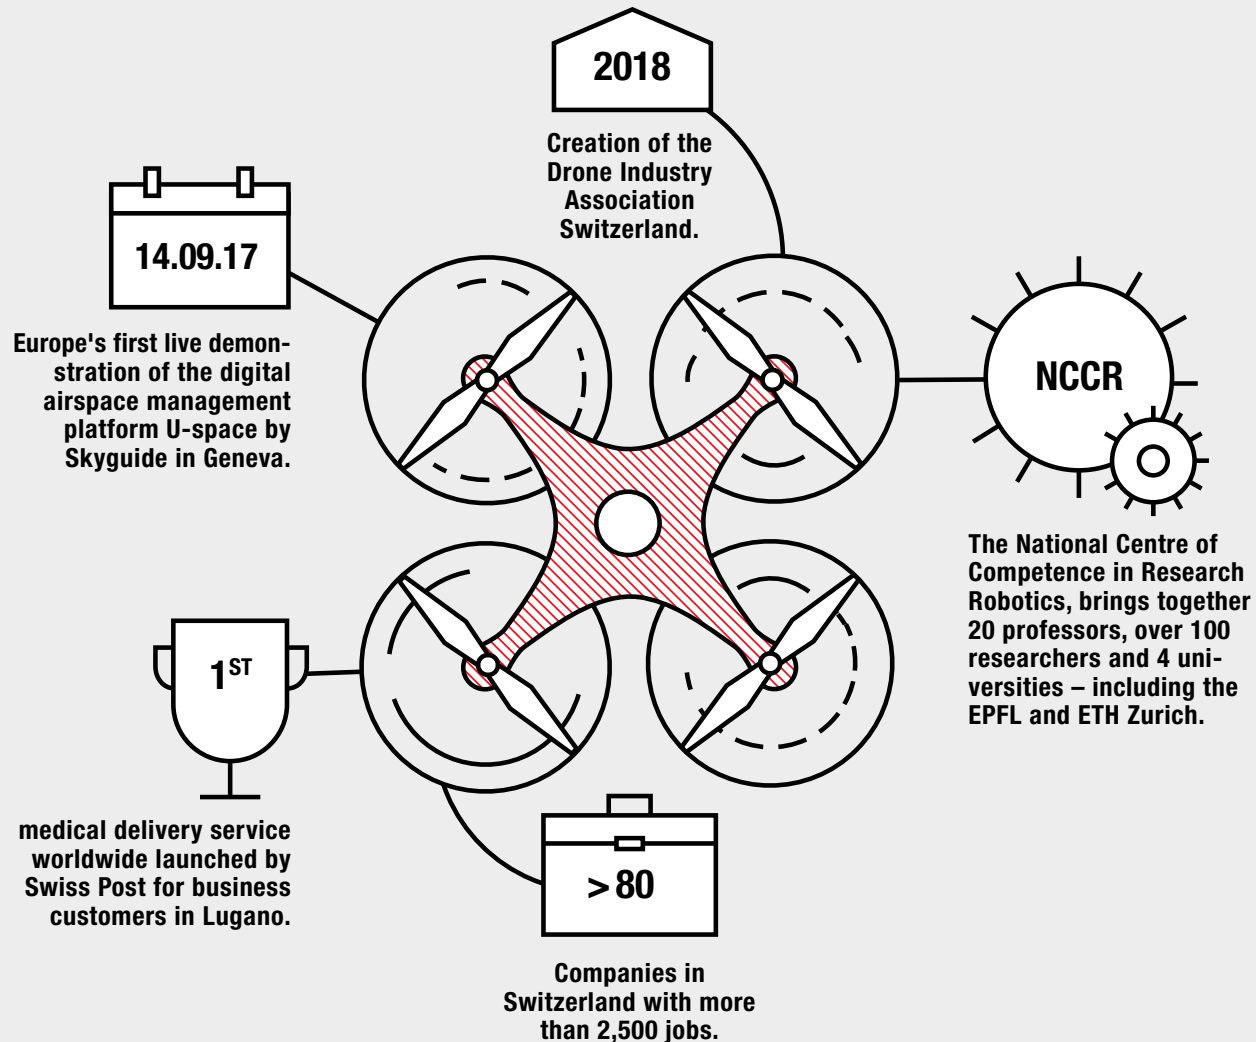 2018
Creation of the
Drone Industry
Association
Switzerland.
14.09.17
Europe's first live demon-
stration of the digital
airspace management
platform U-space by
Skyguide in Geneva.
NCCR
The National Centre of
Competence in Research
Robotics, brings together
20 professors, over 100
researchers and 4 uni-
versities – including the
EPFL and ETH Zurich.
1ST
medical delivery service
worldwide launched by
Swiss Post for business
customers in Lugano.
> 80
Companies in
Switzerland with more
than 2,500 jobs.